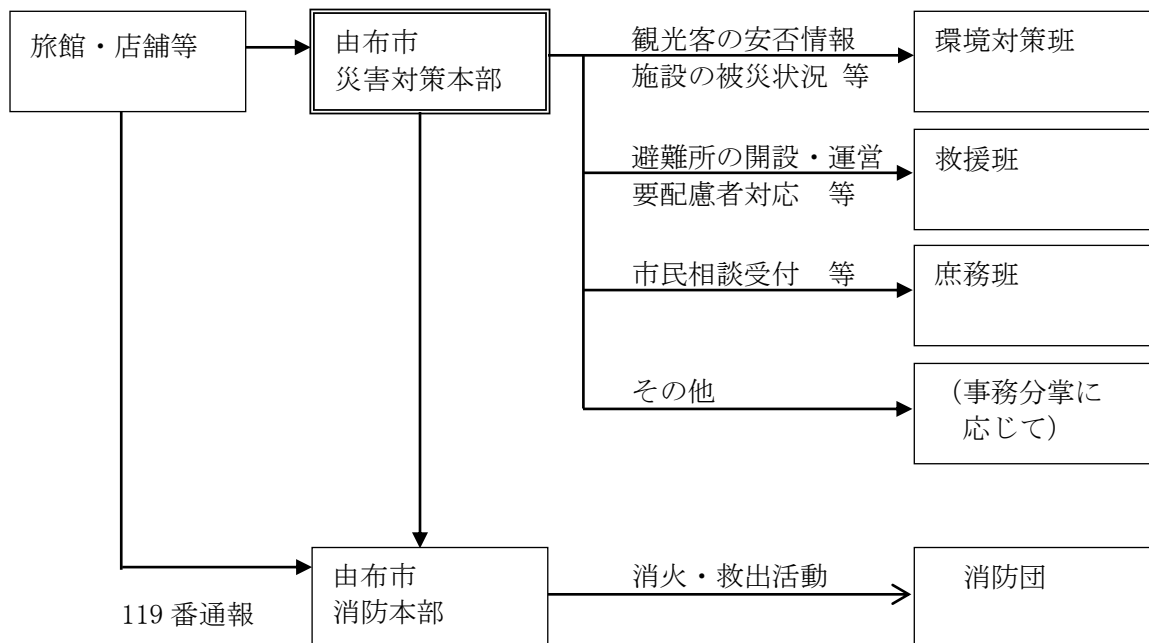 旅館・店舗等
由布市
災害対策本部
観光客の安否情報
施設の被災状況 等
環境対策班
避難所の開設・運営
要配慮者対応　等
救援班
市民相談受付　等
庶務班
その他
(事務分掌に
応じて)
119 番通報
由布市
消防本部
消火・救出活動
消防団